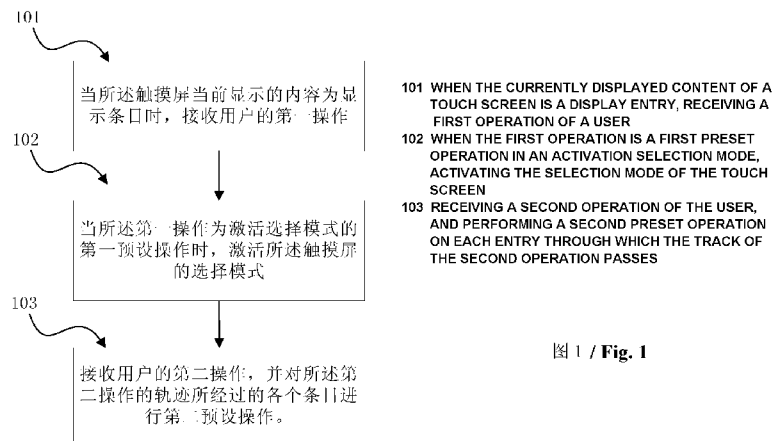 101
当所述触摸屏当前显示的内容为显
示条目时，接收用户的第一操作
102
当所述第一操作为激活选择模式的
第一预设操作时，激活所述触摸屏
的选择模式
103
接收用户的第二操作，并对所述第
二操作的轨迹所经过的各个条目进
行第二预设操作。
101 WHEN THE CURRENTLY DISPLAYED CONTENT OF A
TOUCH SCREEN IS A DISPLAY ENTRY, RECEIVING A
FIRST OPERATION OF A USER
102 WHEN THE FIRST OPERATION IS A FIRST PRESET
OPERATION IN AN ACTIVATION SELECTION MODE,
ACTIVATING THE SELECTION MODE OF THE TOUCH
SCREEN
103 RECEIVING A SECOND OPERATION OF THE USER,
AND PERFORMING A SECOND PRESET OPERATION
ON EACH ENTRY THROUGH WHICH THE TRACK OF
THE SECOND OPERATION PASSES
图 1 / Fig. 1